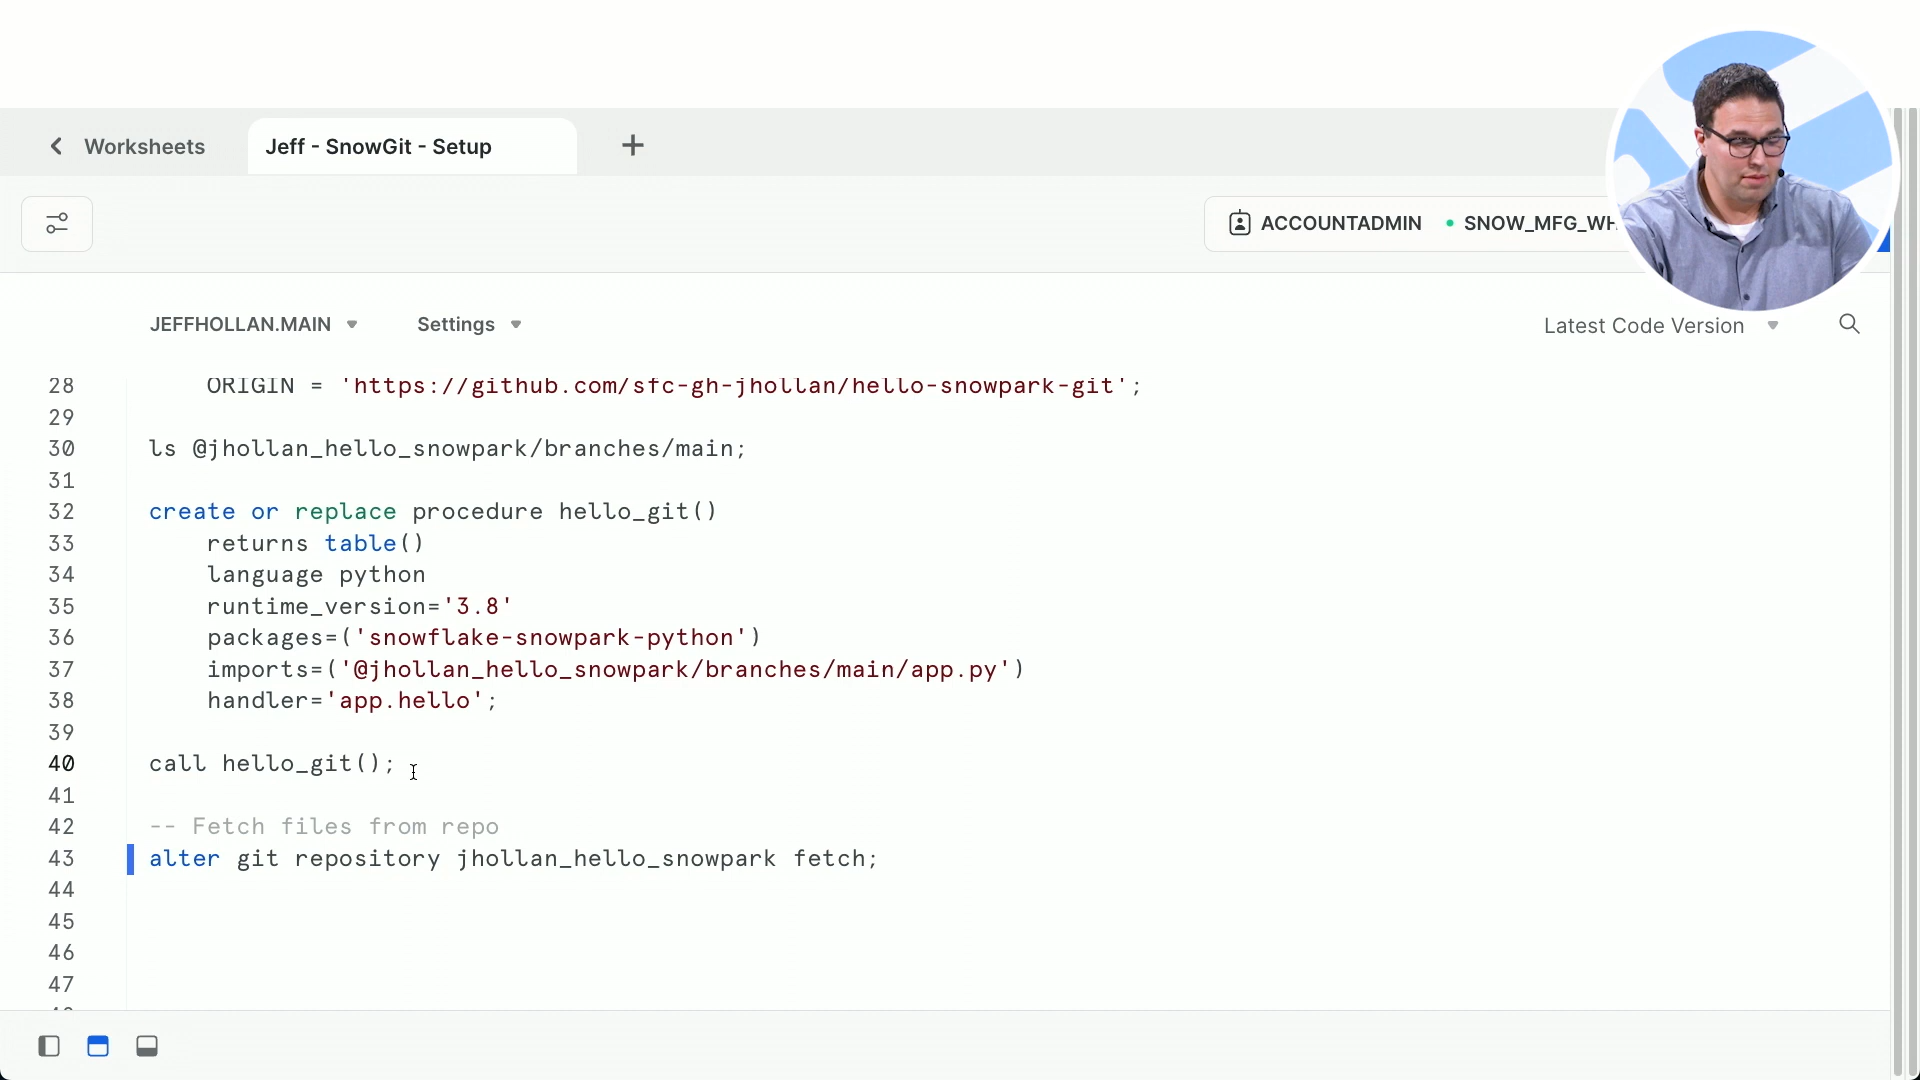 Worksheets
Jeff - SnowGit - Setup
+
ACCOUNTADMIN
SNOW_MFG_WH
JEFFHOLLAN.MAIN
Settings
Latest Code Version
28 ORIGIN = 'https://github.com/sfc-gh-jhollan/hello-snowpark-git';
29
30 ls @jhollan_hello_snowpark/branches/main;
31
32 create or replace procedure hello_git()
33 returns table()
34 language python
35 runtime_version='3.8'
36 packages=('snowflake-snowpark-python')
37 imports=('@jhollan_hello_snowpark/branches/main/app.py')
38 handler='app.hello';
39
40 call hello_git();
41
42 -- Fetch files from repo
43 alter git repository jhollan_hello_snowpark fetch;
44
45
46
47